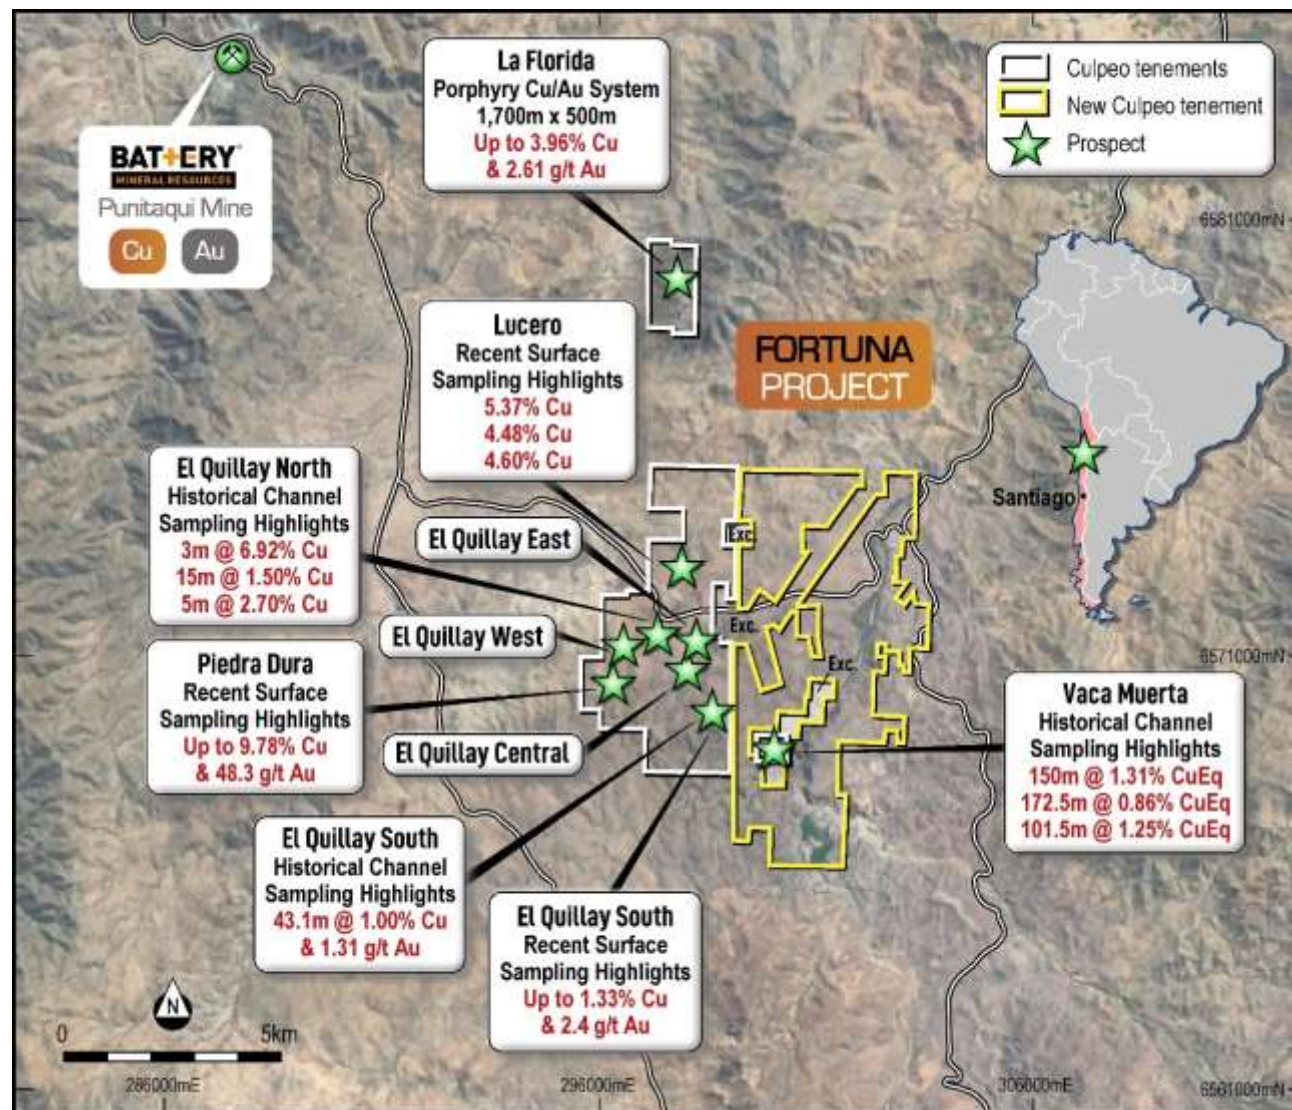 La Florida
Porphyry Cu/Au System
1,700m x 500m
Up to 3.96% Cu
& 2.61 g/t Au
Culpeo tenements
New Culpeo tenement
Prospect
BATTERY
MINERAL RESOURCES
Punitaqui Mine
Cu
Au
6581000mN
Lucero
Recent Surface
Sampling Highlights
5.37% Cu
4.48% Cu
4.60% Cu
FORTUNA
PROJECT
Santiago
El Quillay North
Historical Channel
Sampling Highlights
3m @ 6.92% Cu
15m @ 1.50% Cu
5m @ 2.70% Cu
El Quillay East
Exc.
Exc.
Exc.
El Quillay West
6571000mN
Piedra Dura
Recent Surface
Sampling Highlights
Up to 9.78% Cu
& 48.3 g/t Au
El Quillay Central
Vaca Muerta
Historical Channel
Sampling Highlights
150m @ 1.31% CuEq
172.5m @ 0.86% CuEq
101.5m @ 1.25% CuEq
El Quillay South
Historical Channel
Sampling Highlights
43.1m @ 1.00% Cu
& 1.31 g/t Au
El Quillay South
Recent Surface
Sampling Highlights
Up to 1.33% Cu
& 2.4 g/t Au
N
0
5km
286000mE
296000mE
306000mE
6561000mN